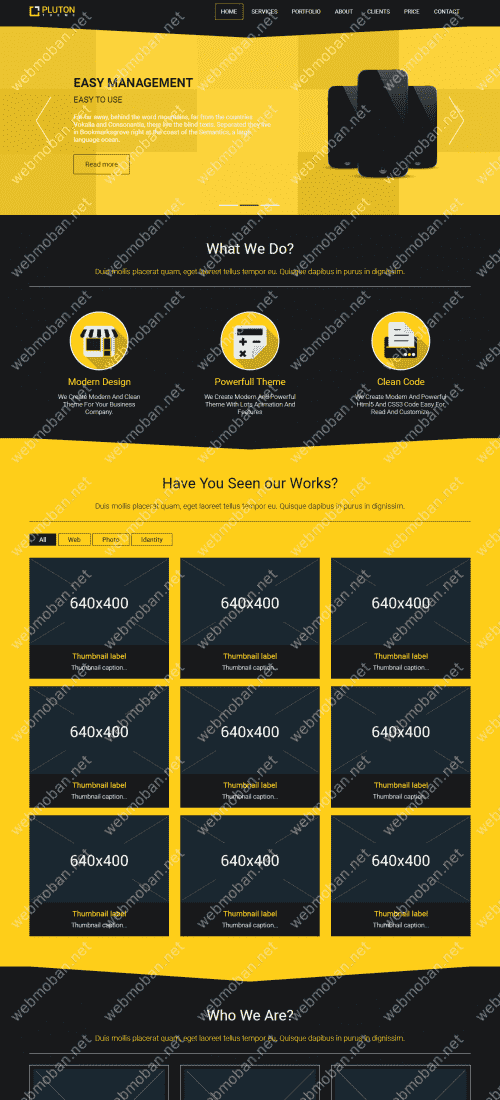 PLUTON
THEME
HOME SERVICES PORTFOLIO ABOUT CLIENTS PRICE CONTACT
EASY MANAGEMENT
EASY TO USE
Far far away, behind the word mountains, far from the countries
Vokalia and Consonantia, there live the blind texts. Separated they live
in Bookmarksgrove right at the coast of the Semantics, a large
language ocean.
Read more
What We Do?
Duis mollis placerat quam, eget laoreet tellus tempor eu. Quisque dapibus in purus in dignissim.
Modern Design
We Create Modern And Clean
Theme For Your Business
Company.
Powerfull Theme
We Create Modern And Powerful
Theme With Lots Animation And
Features
Clean Code
We Create Modern And Powerful
Html5 And CSS3 Code Easy For
Read And Customize.
Have You Seen our Works?
Duis mollis placerat quam, eget laoreet tellus tempor eu. Quisque dapibus in purus in dignissim.
All Web Photo Identity
640x400 640x400 640x400
Thumbnail label Thumbnail label Thumbnail label
Thumbnail caption... Thumbnail caption... Thumbnail caption...
640x400 640x400 640x400
Thumbnail label Thumbnail label Thumbnail label
Thumbnail caption... Thumbnail caption... Thumbnail caption...
640x400 640x400 640x400
Thumbnail label Thumbnail label Thumbnail label
Thumbnail caption... Thumbnail caption... Thumbnail caption...
Who We Are?
Duis mollis placerat quam, eget laoreet tellus tempor eu. Quisque dapibus in purus in dignissim.
webmoban.net